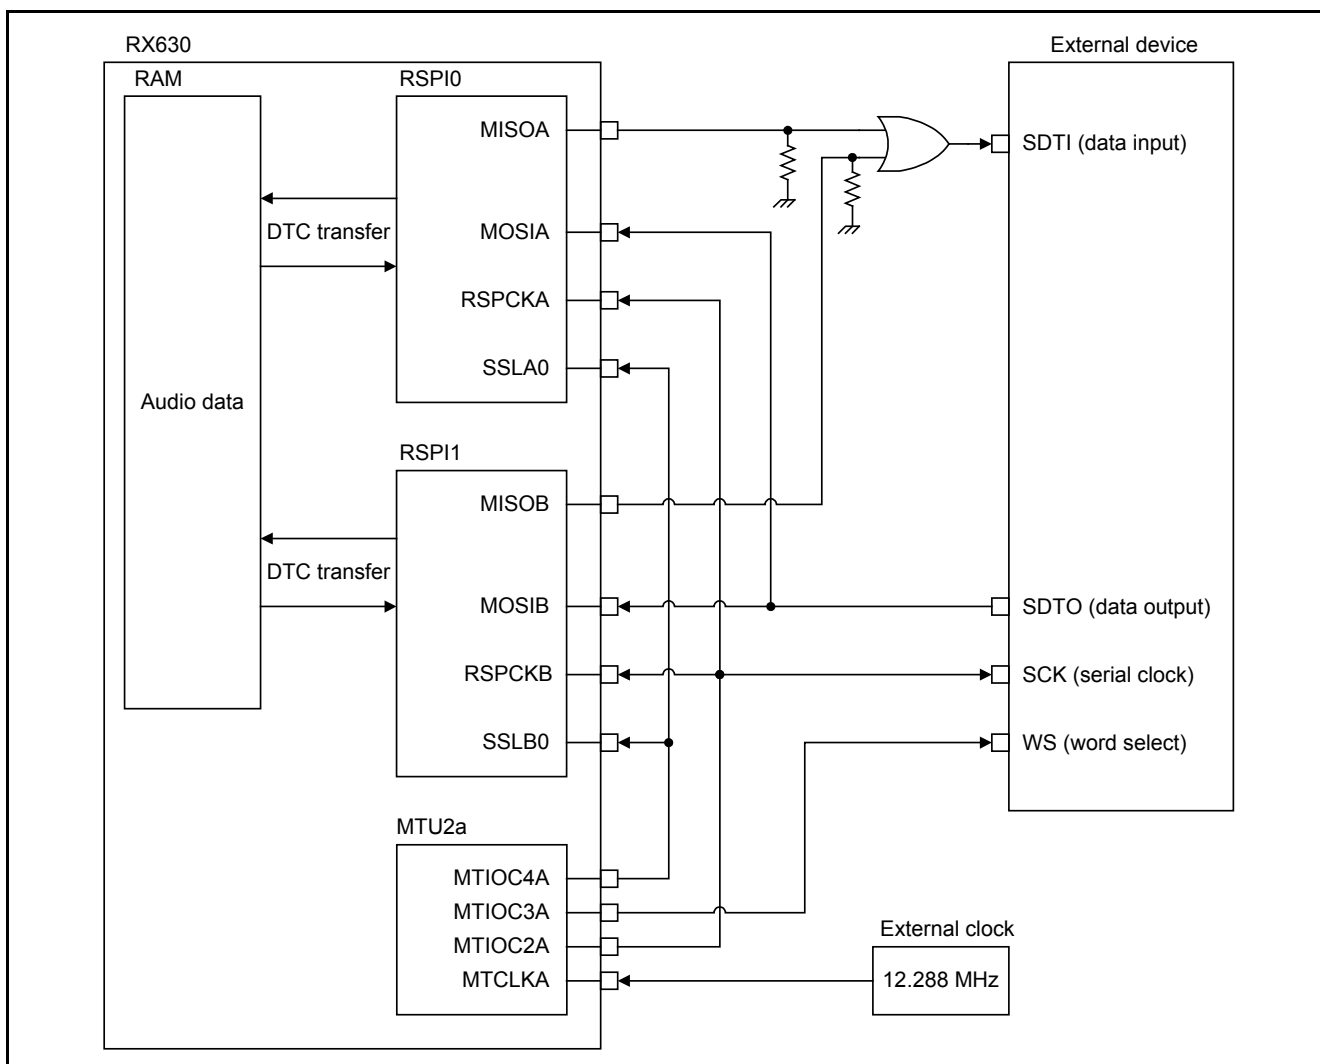 RX630
External device
RAM
RSPI0
MISOA
SDTI (data input)
DTC transfer
MOSIA
RSPCKA
SSLA0
Audio data
RSPI1
MISOB
DTC transfer
MOSIB
SDTO (data output)
RSPCKB
SCK (serial clock)
SSLB0
WS (word select)
MTU2a
MTIOC4A
MTIOC3A
External clock
MTIOC2A
MTCLKA
12.288 MHz